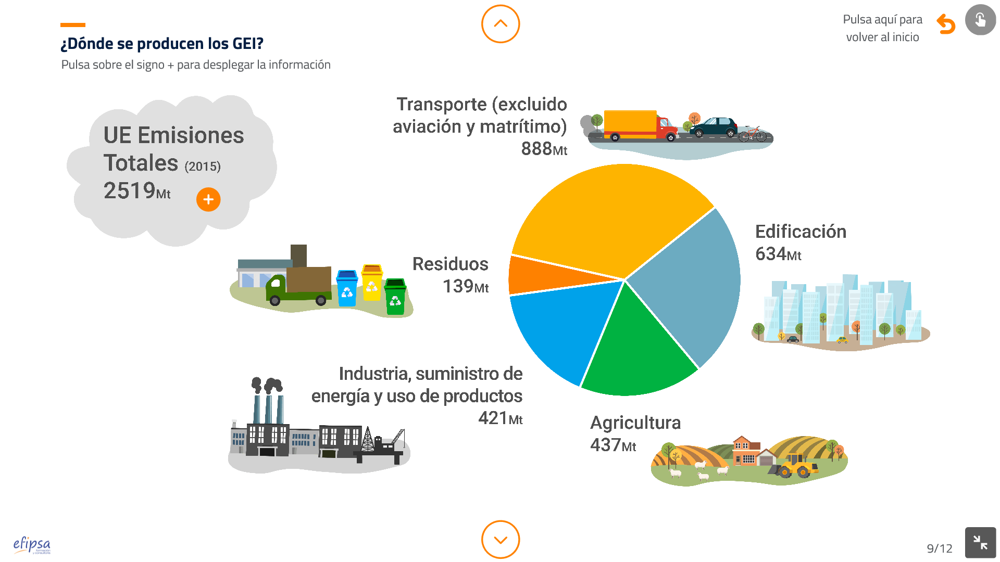 ¿Dónde se producen los GEI?
Pulsa sobre el signo + para desplegar la información
Pulsa aquí para
volver al inicio
UE Emisiones
Totales (2015)
2519Mt
Transporte (excluido
aviación y matrítimo)
888Mt
Edificación
634Mt
Residuos
139Mt
Industria, suministro de
energía y uso de productos
421Mt
Agricultura
437Mt
efipsa
formación
y consultoría
9/12